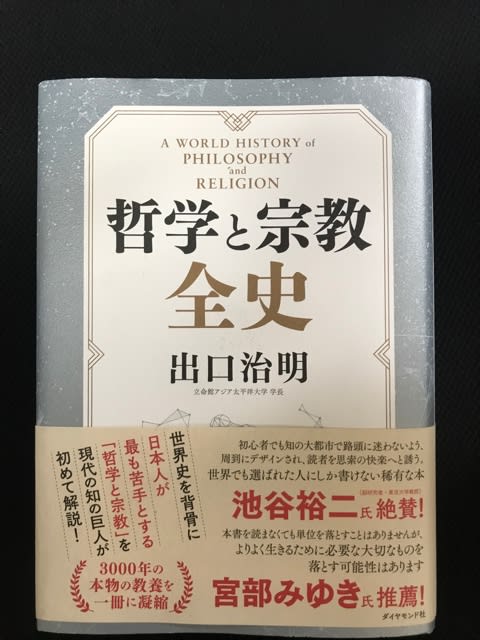 A WORLD HISTORY of
PHILOSOPHY
and
RELIGION
哲学と宗教
全史
出口治明
立命館アジア太平洋大学 学長
世界史を背骨に
日本人が
最も苦手とする
「哲学と宗教」を
現代の知の巨人が
初めて解説!
3000年の
本物の教養を
一冊に凝縮
初心者でも知の大都市で路頭に迷わないよう、
周到にデザインされ、読者を思索の快楽へと誘う。
世界でも選ばれた人にしか書けない稀有な本
(脳研究者・東京大学教授)
池谷裕二氏 絶賛!
本書を読まなくても単位を落とすことはありませんが、
よりよく生きるために必要な大切なものを
落とす可能性はあります
宮部みゆき氏 推薦!
ダイヤモンド社